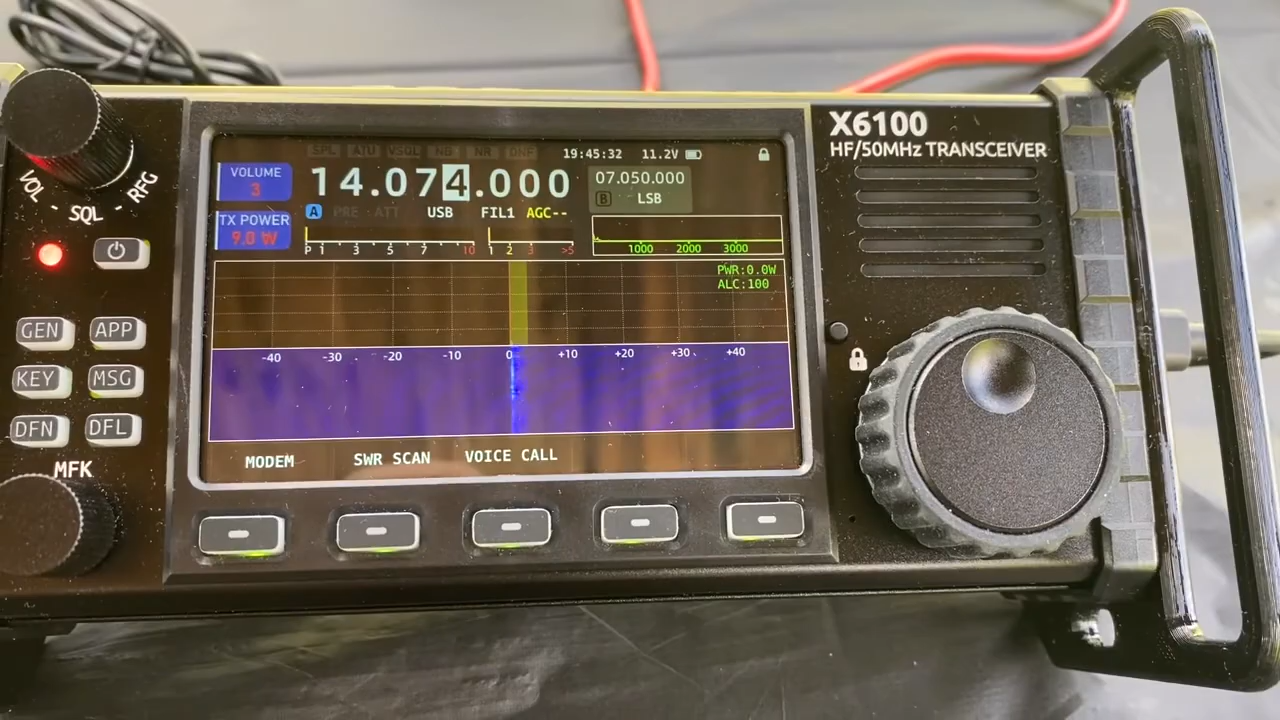 X6100
HF/50MHz TRANSCEIVER
VOL - SQL - RFG
SPL ATU VSQL NB NR DNF
19:45:32 11.2V
VOLUME
3
14.074.000
07.050.000
A PRE ATT USB FIL1 AGC--
B LSB
TX POWER
9.0 W
P 1 3 5 7 10 1 2 3 >5
1000 2000 3000
PWR:0.0W
ALC:100
-40 -30 -20 -10 0 +10 +20 +30 +40
MODEM SWR SCAN VOICE CALL
GEN APP
KEY MSG
DFN DFL
MFK